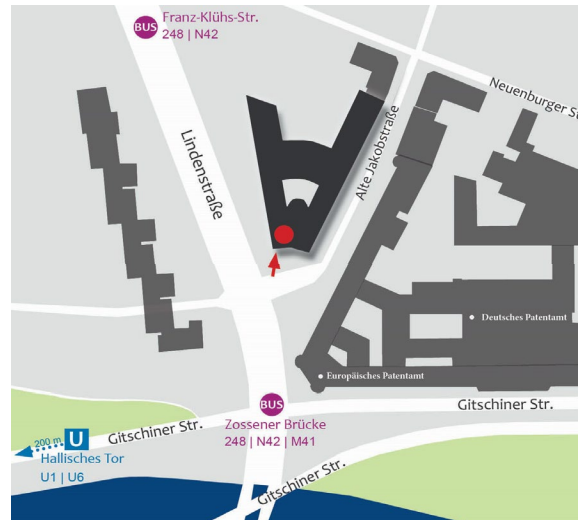 BUS
Franz-Klühs-Str.
248 | N42
Neuenburger St
Lindenstraße
Alte Jakobstraße
Deutsches Patentamt
Europäisches Patentamt
BUS
Zossener Brücke
248 | N42 | M41
Gitschiner Str.
Gitschiner Str.
200 m
U
Hallisches Tor
U1 | U6
Gitschiner Str.